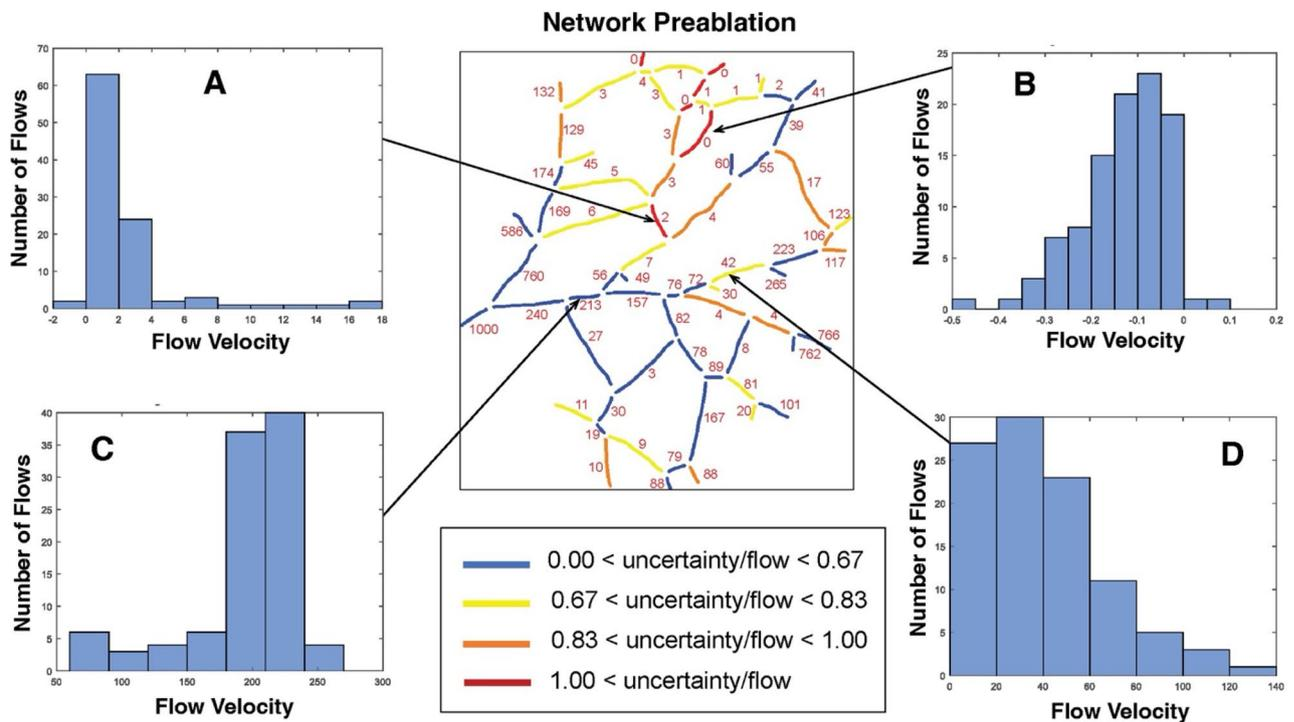 Network Preablation
A
70
60
50
40
30
20
10
0
Number of Flows
-2 0 2 4 6 8 10 12 14 16 18
Flow Velocity
B
25
20
15
10
5
0
Number of Flows
-0.5 -0.4 -0.3 -0.2 -0.1 0 0.1 0.2
Flow Velocity
0 1 0
132 3 4 3 0 1 1 1 1 2 41
129 3 0 39
174 45 5 3 60 55 17
169 6 2 4 123
586 106
760 7 42 223 117
56 49 76 72 30 265
1000 240 213 157 82 4 4 766
27 78 8 762
3 89 81
11 30 167 20 101
19 9
10 79 88
88
C
40
35
30
25
20
15
10
5
0
Number of Flows
50 100 150 200 250 300
Flow Velocity
0.00 < uncertainty/flow < 0.67
0.67 < uncertainty/flow < 0.83
0.83 < uncertainty/flow < 1.00
1.00 < uncertainty/flow
D
30
25
20
15
10
5
0
Number of Flows
0 20 40 60 80 100 120 140
Flow Velocity